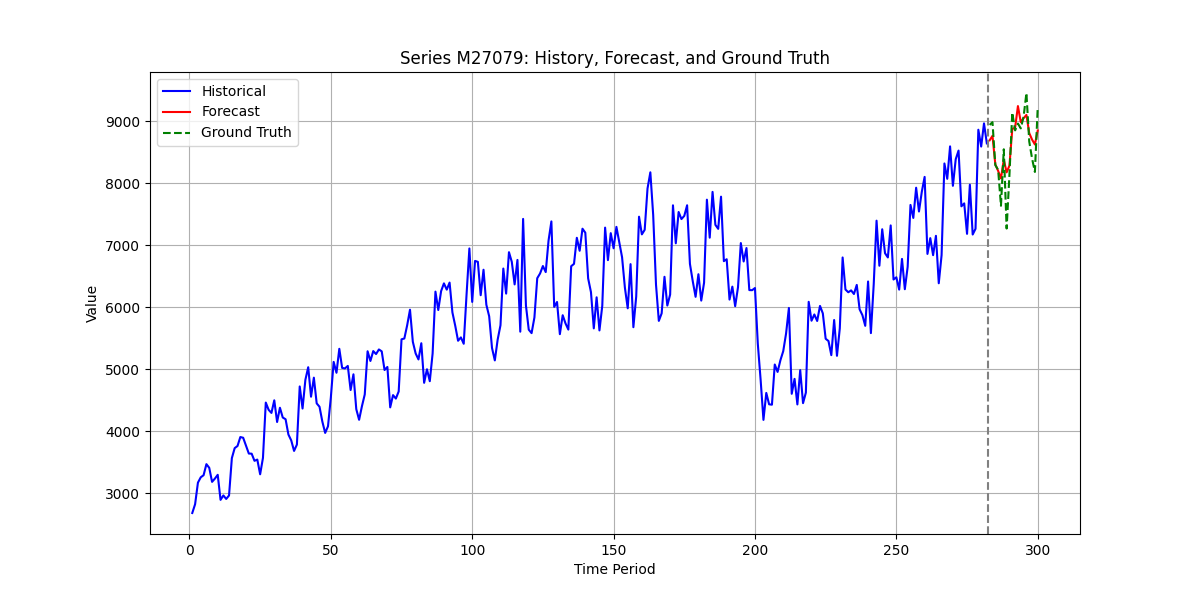 Series M27079: History, Forecast, and Ground Truth
Historical
Forecast
Ground Truth
9000
8000
7000
6000
5000
4000
3000
Value
0 50 100 150 200 250 300
Time Period